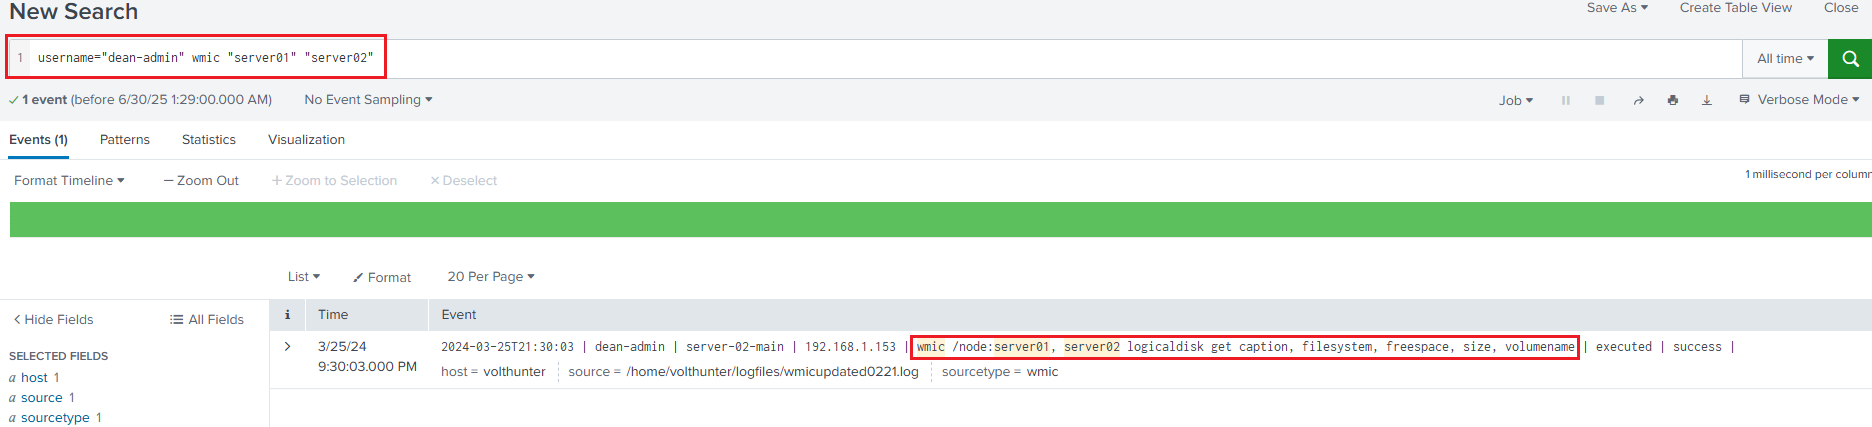 New Search
Save As ▾ Create Table View Close
1 username="dean-admin" wmic "server01" "server02"
All time ▾
✓ 1 event (before 6/30/25 1:29:00.000 AM) No Event Sampling ▾
Job ▾ Verbose Mode ▾
Events (1) Patterns Statistics Visualization
Format Timeline ▾ — Zoom Out + Zoom to Selection × Deselect
1 millisecond per column
List ▾ Format 20 Per Page ▾
< Hide Fields All Fields
i Time Event
SELECTED FIELDS
a host 1
a source 1
a sourcetype 1
> 3/25/24
9:30:03.000 PM
2024-03-25T21:30:03 | dean-admin | server-02-main | 192.168.1.153 | wmic /node:server01, server02 logicaldisk get caption, filesystem, freespace, size, volumename | executed | success |
host = volthunter source = /home/volthunter/logfiles/wmicupdated0221.log sourcetype = wmic